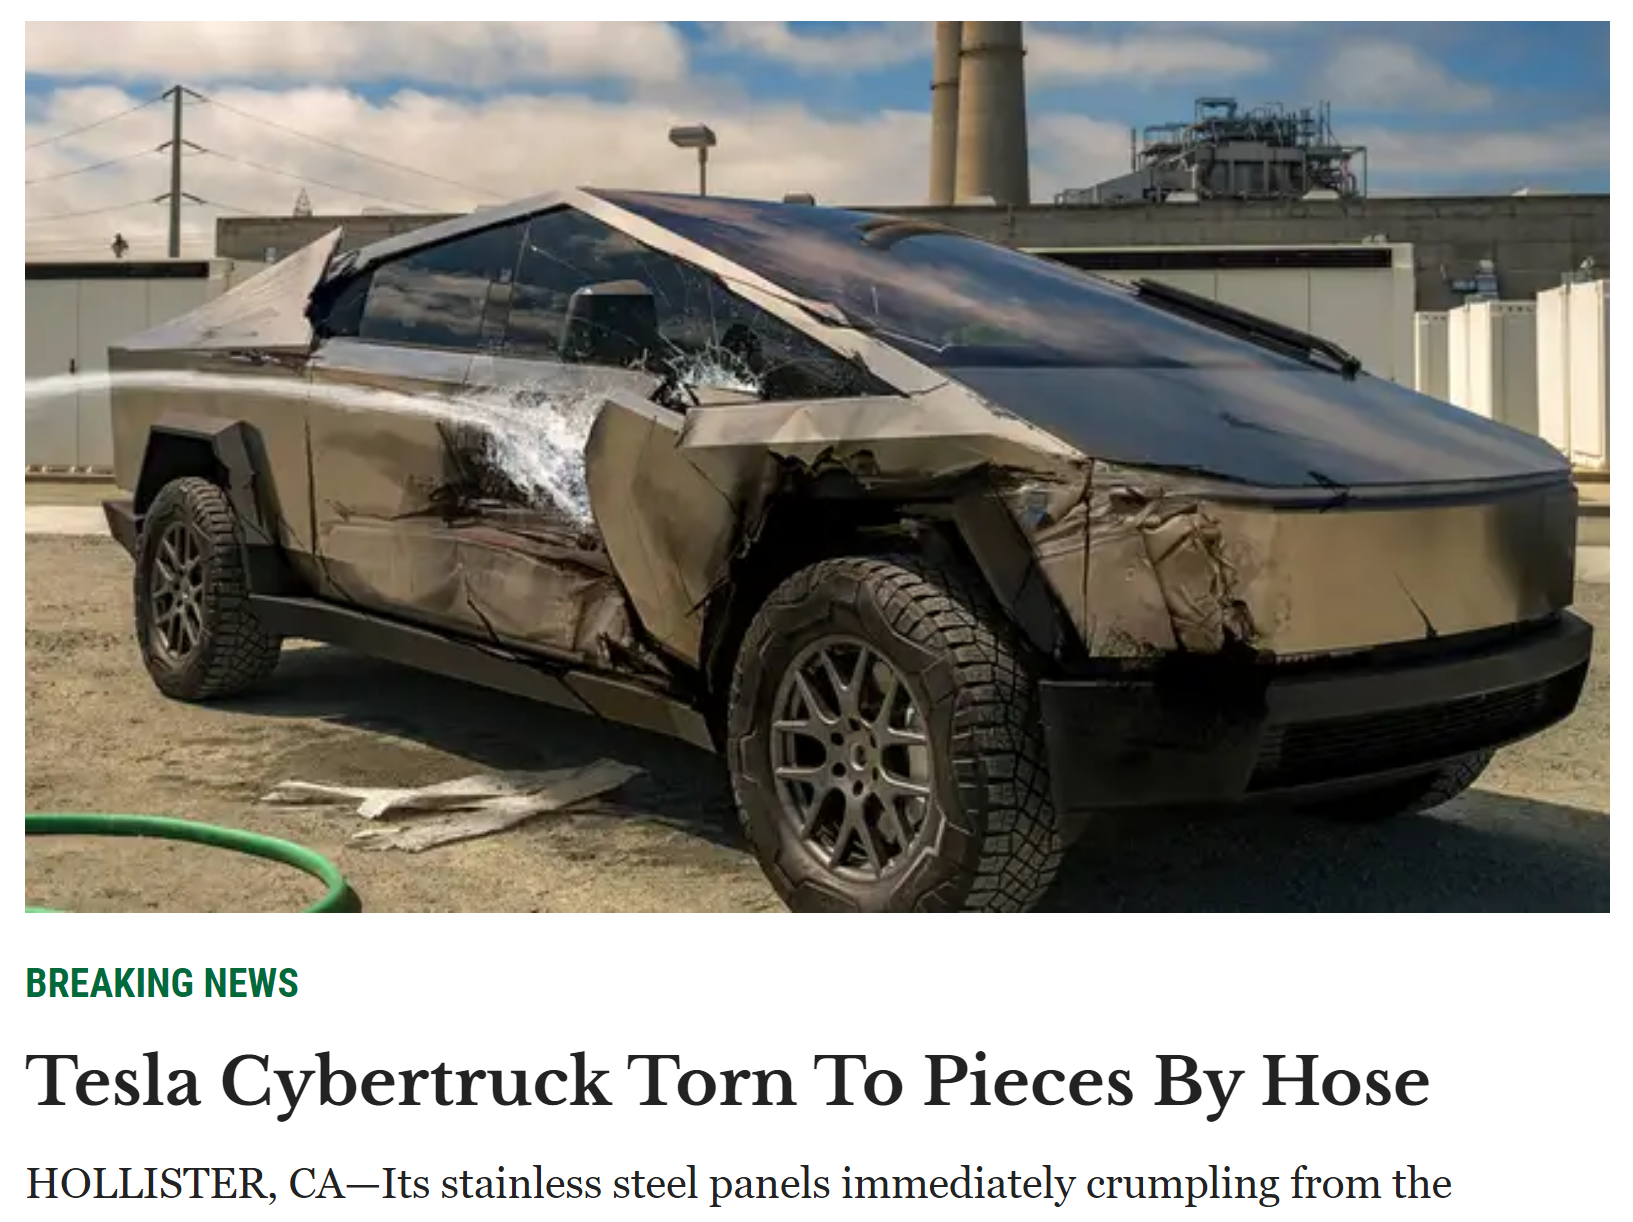 BREAKING NEWS
Tesla Cybertruck Torn To Pieces By Hose
HOLLISTER, CA—Its stainless steel panels immediately crumpling from the